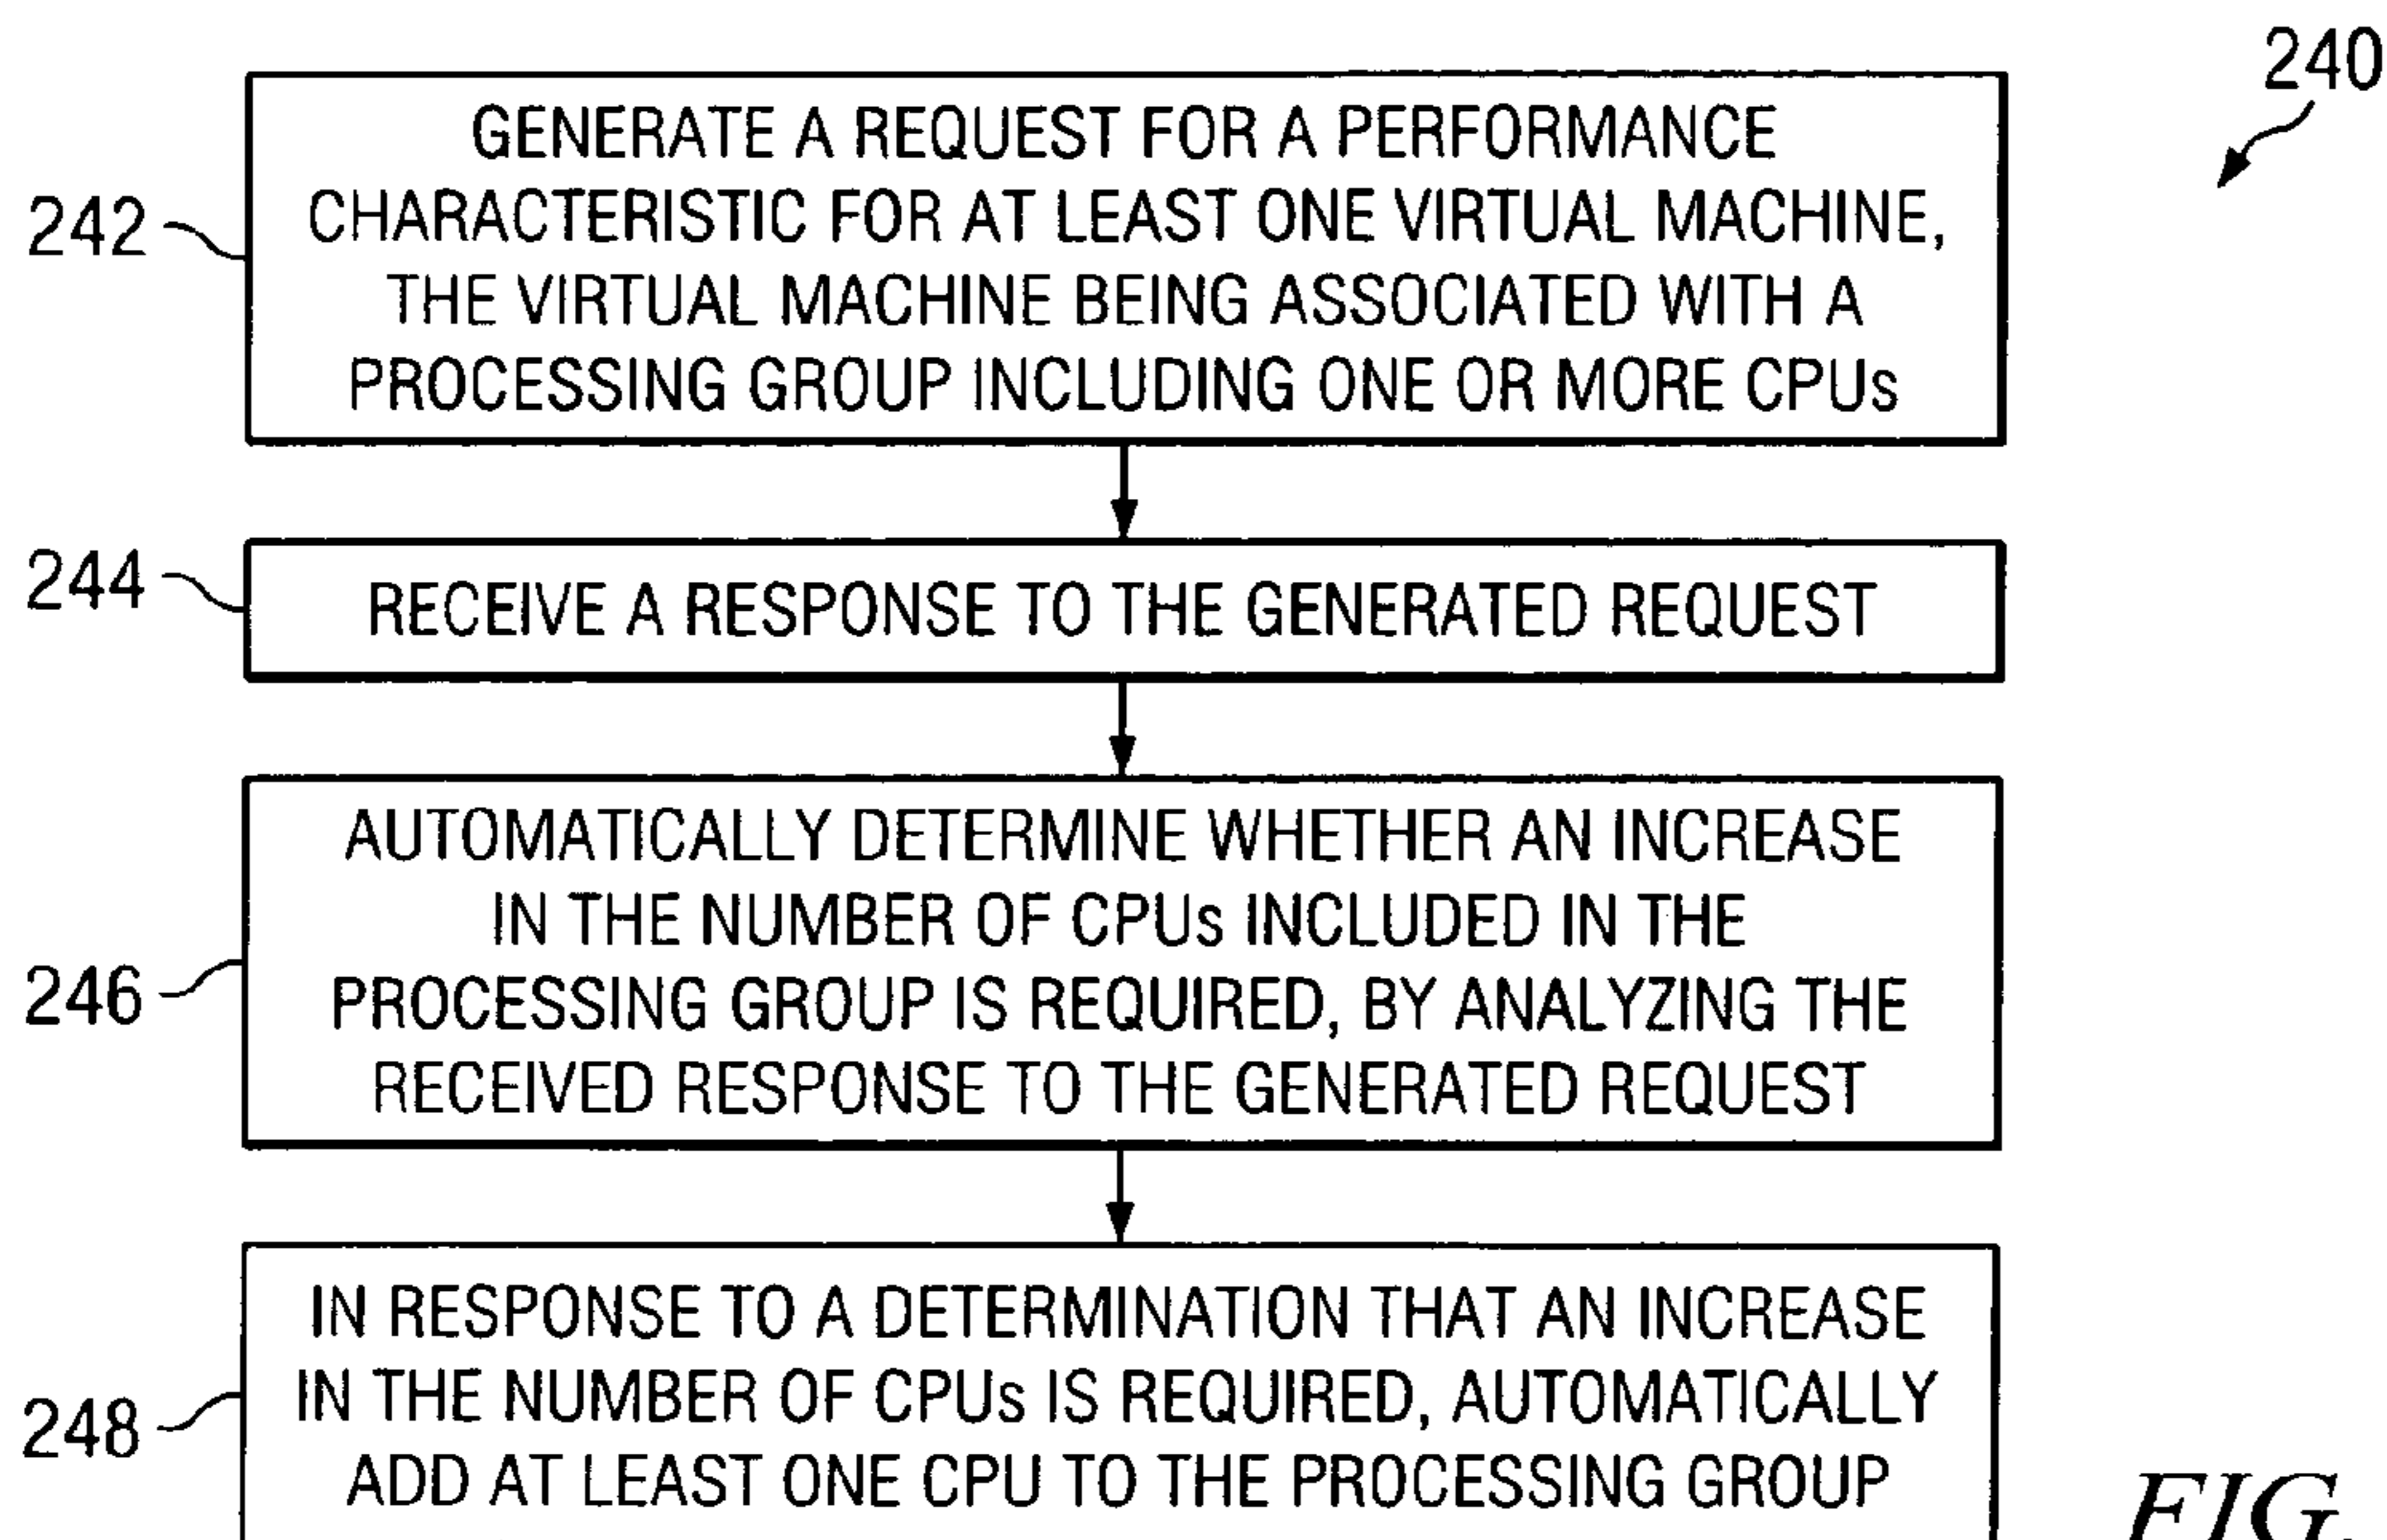 240
242
GENERATE A REQUEST FOR A PERFORMANCE
CHARACTERISTIC FOR AT LEAST ONE VIRTUAL MACHINE,
THE VIRTUAL MACHINE BEING ASSOCIATED WITH A
PROCESSING GROUP INCLUDING ONE OR MORE CPUs
244
RECEIVE A RESPONSE TO THE GENERATED REQUEST
246
AUTOMATICALLY DETERMINE WHETHER AN INCREASE
IN THE NUMBER OF CPUs INCLUDED IN THE
PROCESSING GROUP IS REQUIRED, BY ANALYZING THE
RECEIVED RESPONSE TO THE GENERATED REQUEST
248
IN RESPONSE TO A DETERMINATION THAT AN INCREASE
IN THE NUMBER OF CPUs IS REQUIRED, AUTOMATICALLY
ADD AT LEAST ONE CPU TO THE PROCESSING GROUP
FIG.